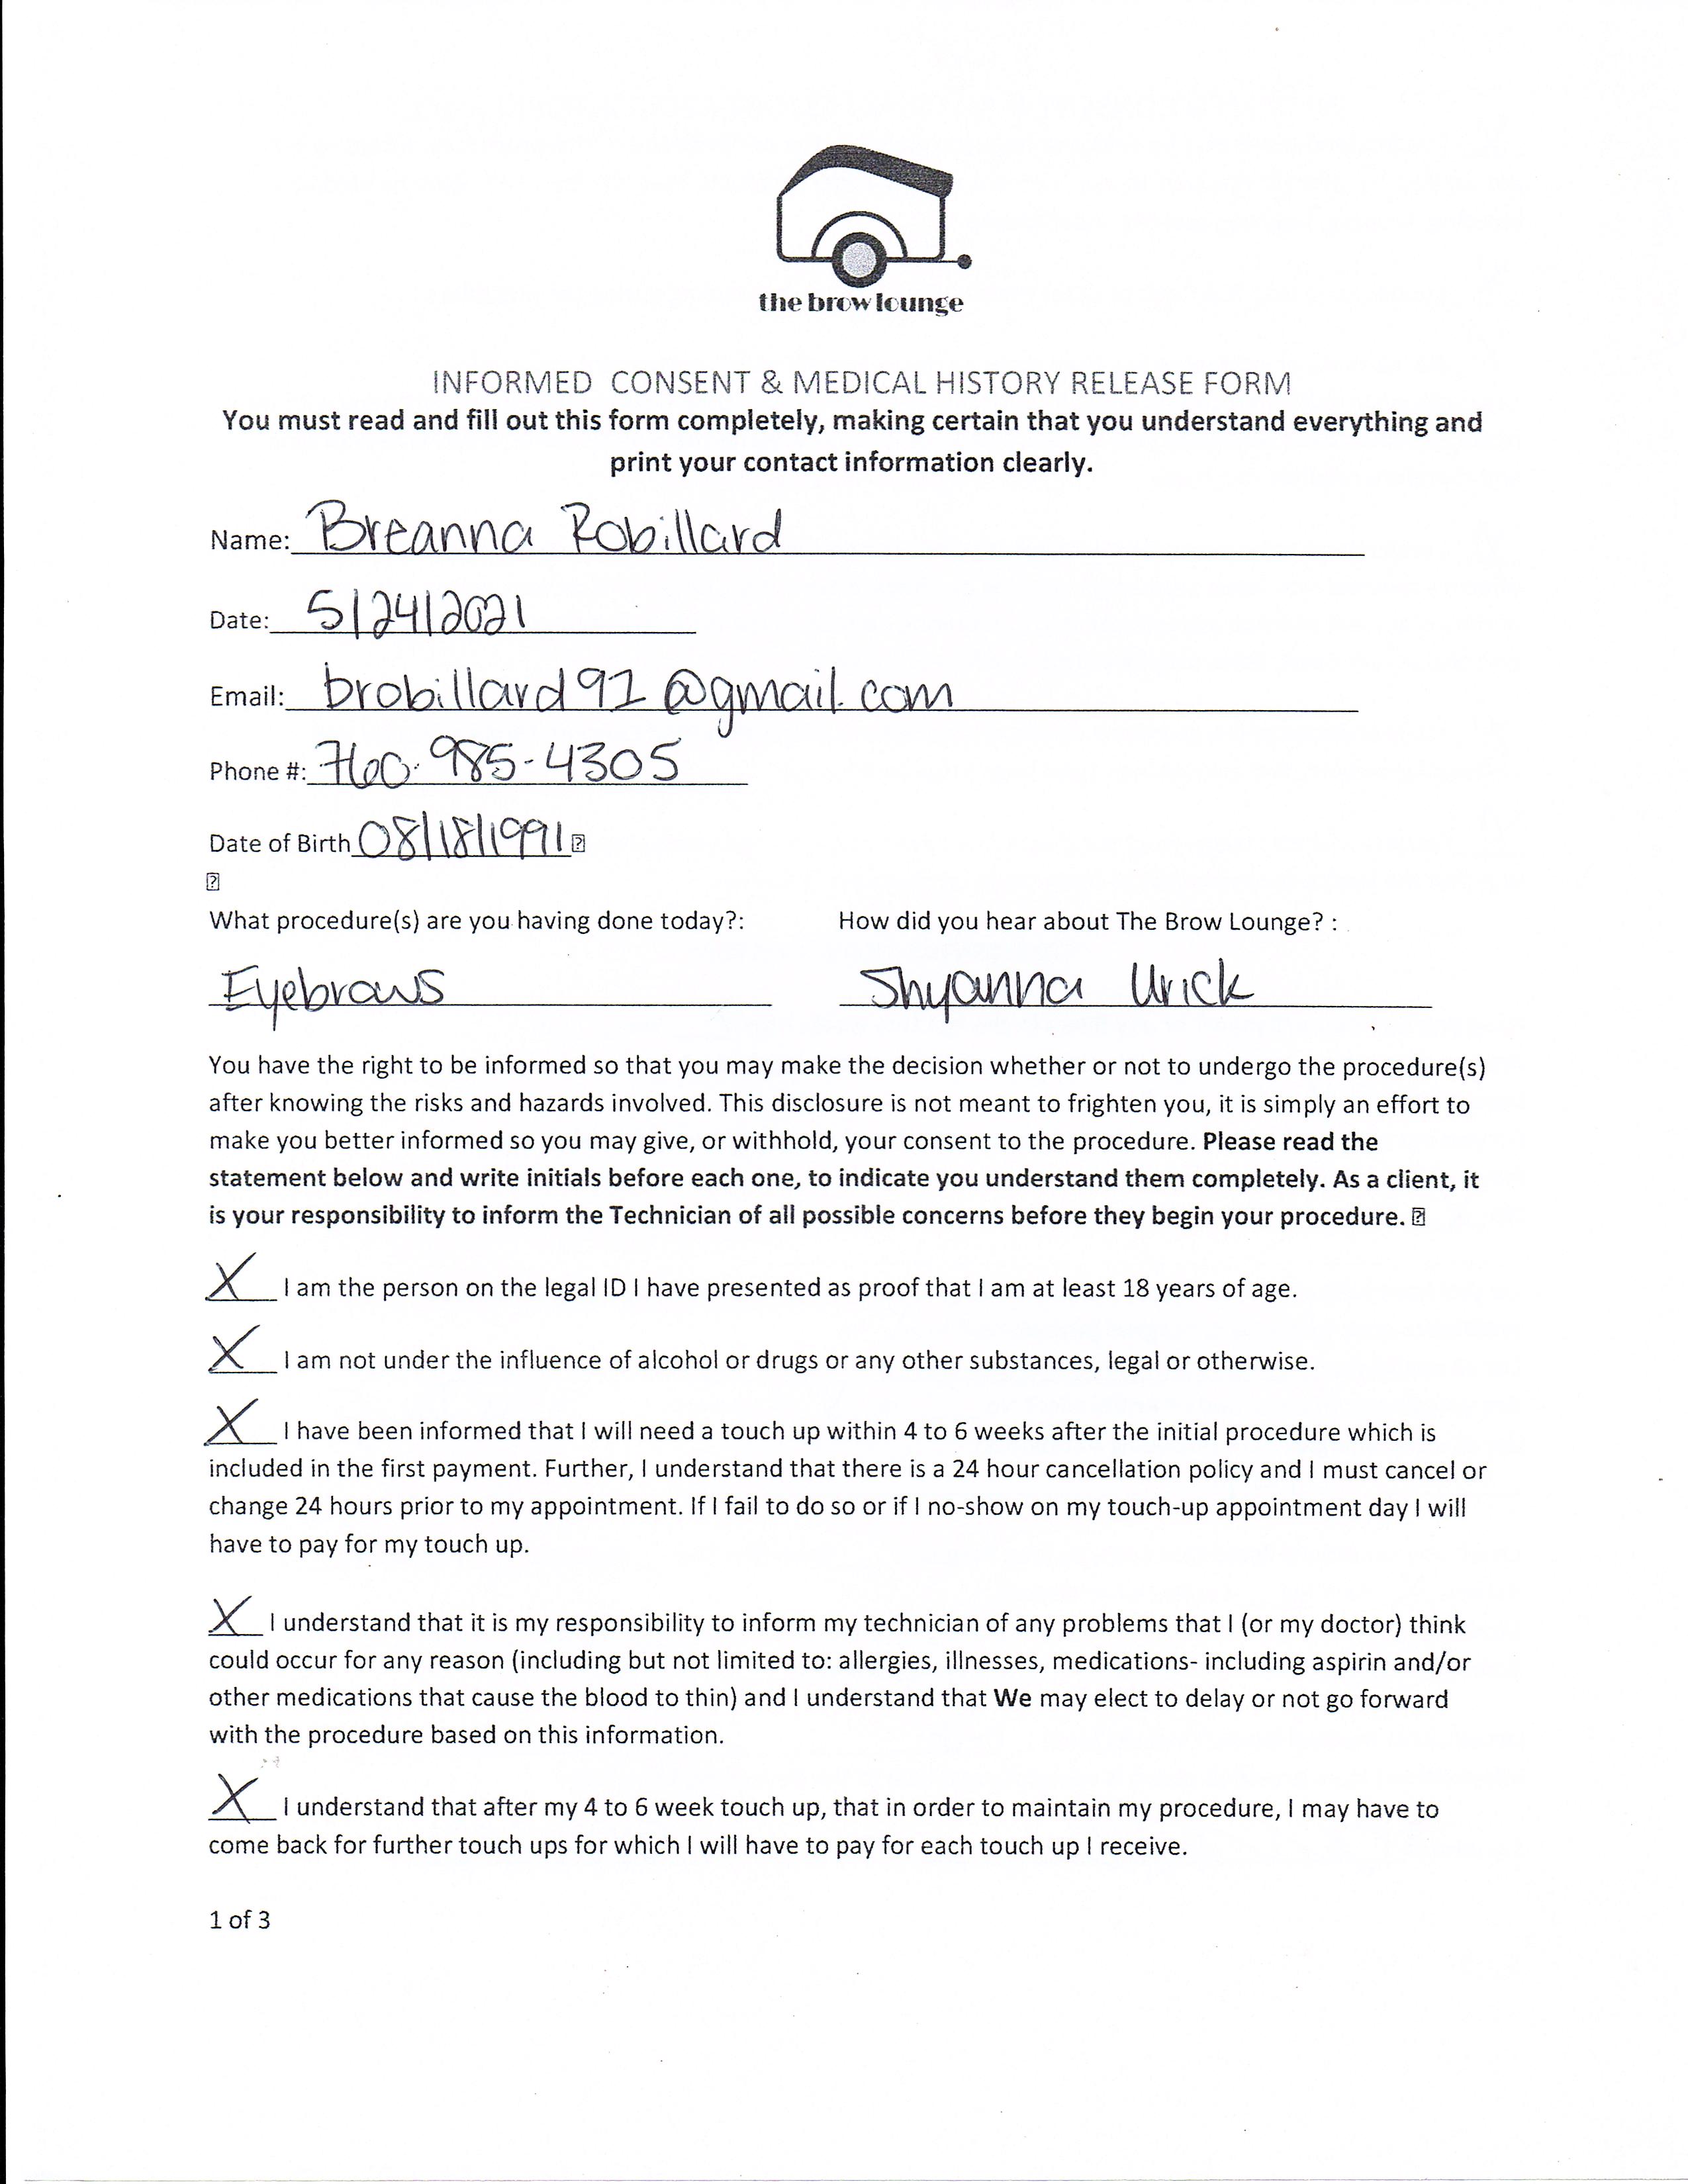 the brow lounge
INFORMED CONSENT & MEDICAL HISTORY RELEASE FORM
You must read and fill out this form completely, making certain that you understand everything and
print your contact information clearly.
Name: Breanna Robillard
Date: 5/24/2021
Email: brobillard91@gmail.com
Phone #: 760-985-4305
Date of Birth 08/18/1991
What procedure(s) are you having done today?: How did you hear about The Brow Lounge? :
Eyebrows Shyanna Urick
You have the right to be informed so that you may make the decision whether or not to undergo the procedure(s)
after knowing the risks and hazards involved. This disclosure is not meant to frighten you, it is simply an effort to
make you better informed so you may give, or withhold, your consent to the procedure. Please read the
statement below and write initials before each one, to indicate you understand them completely. As a client, it
is your responsibility to inform the Technician of all possible concerns before they begin your procedure.
X I am the person on the legal ID I have presented as proof that I am at least 18 years of age.
X I am not under the influence of alcohol or drugs or any other substances, legal or otherwise.
X I have been informed that I will need a touch up within 4 to 6 weeks after the initial procedure which is
included in the first payment. Further, I understand that there is a 24 hour cancellation policy and I must cancel or
change 24 hours prior to my appointment. If I fail to do so or if I no-show on my touch-up appointment day I will
have to pay for my touch up.
X I understand that it is my responsibility to inform my technician of any problems that I (or my doctor) think
could occur for any reason (including but not limited to: allergies, illnesses, medications- including aspirin and/or
other medications that cause the blood to thin) and I understand that We may elect to delay or not go forward
with the procedure based on this information.
X I understand that after my 4 to 6 week touch up, that in order to maintain my procedure, I may have to
come back for further touch ups for which I will have to pay for each touch up I receive.
1 of 3